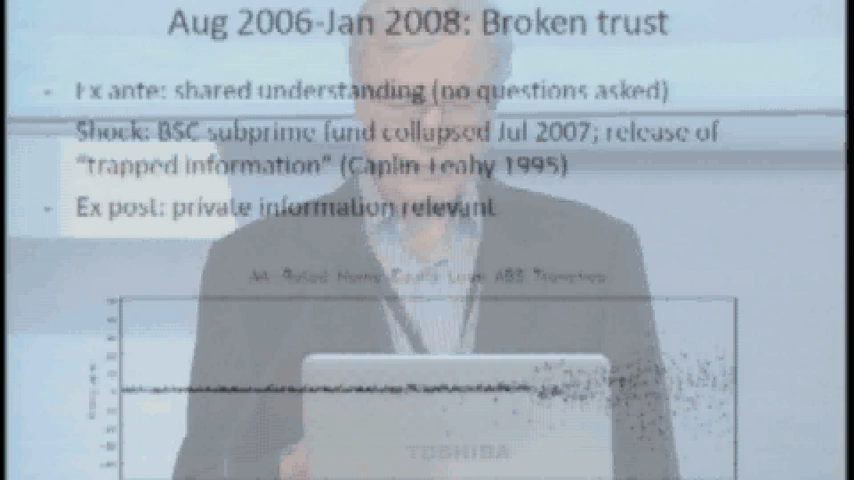 Aug 2006-Jan 2008: Broken trust
- Ex ante: shared understanding (no questions asked)
Shock: BSC subprime fund collapsed Jul 2007; release of
"trapped information" (Caplin Leahy 1995)
- Ex post: private information relevant
AA Rated Home Equity Loan ABS Tranches
TOSHIBA